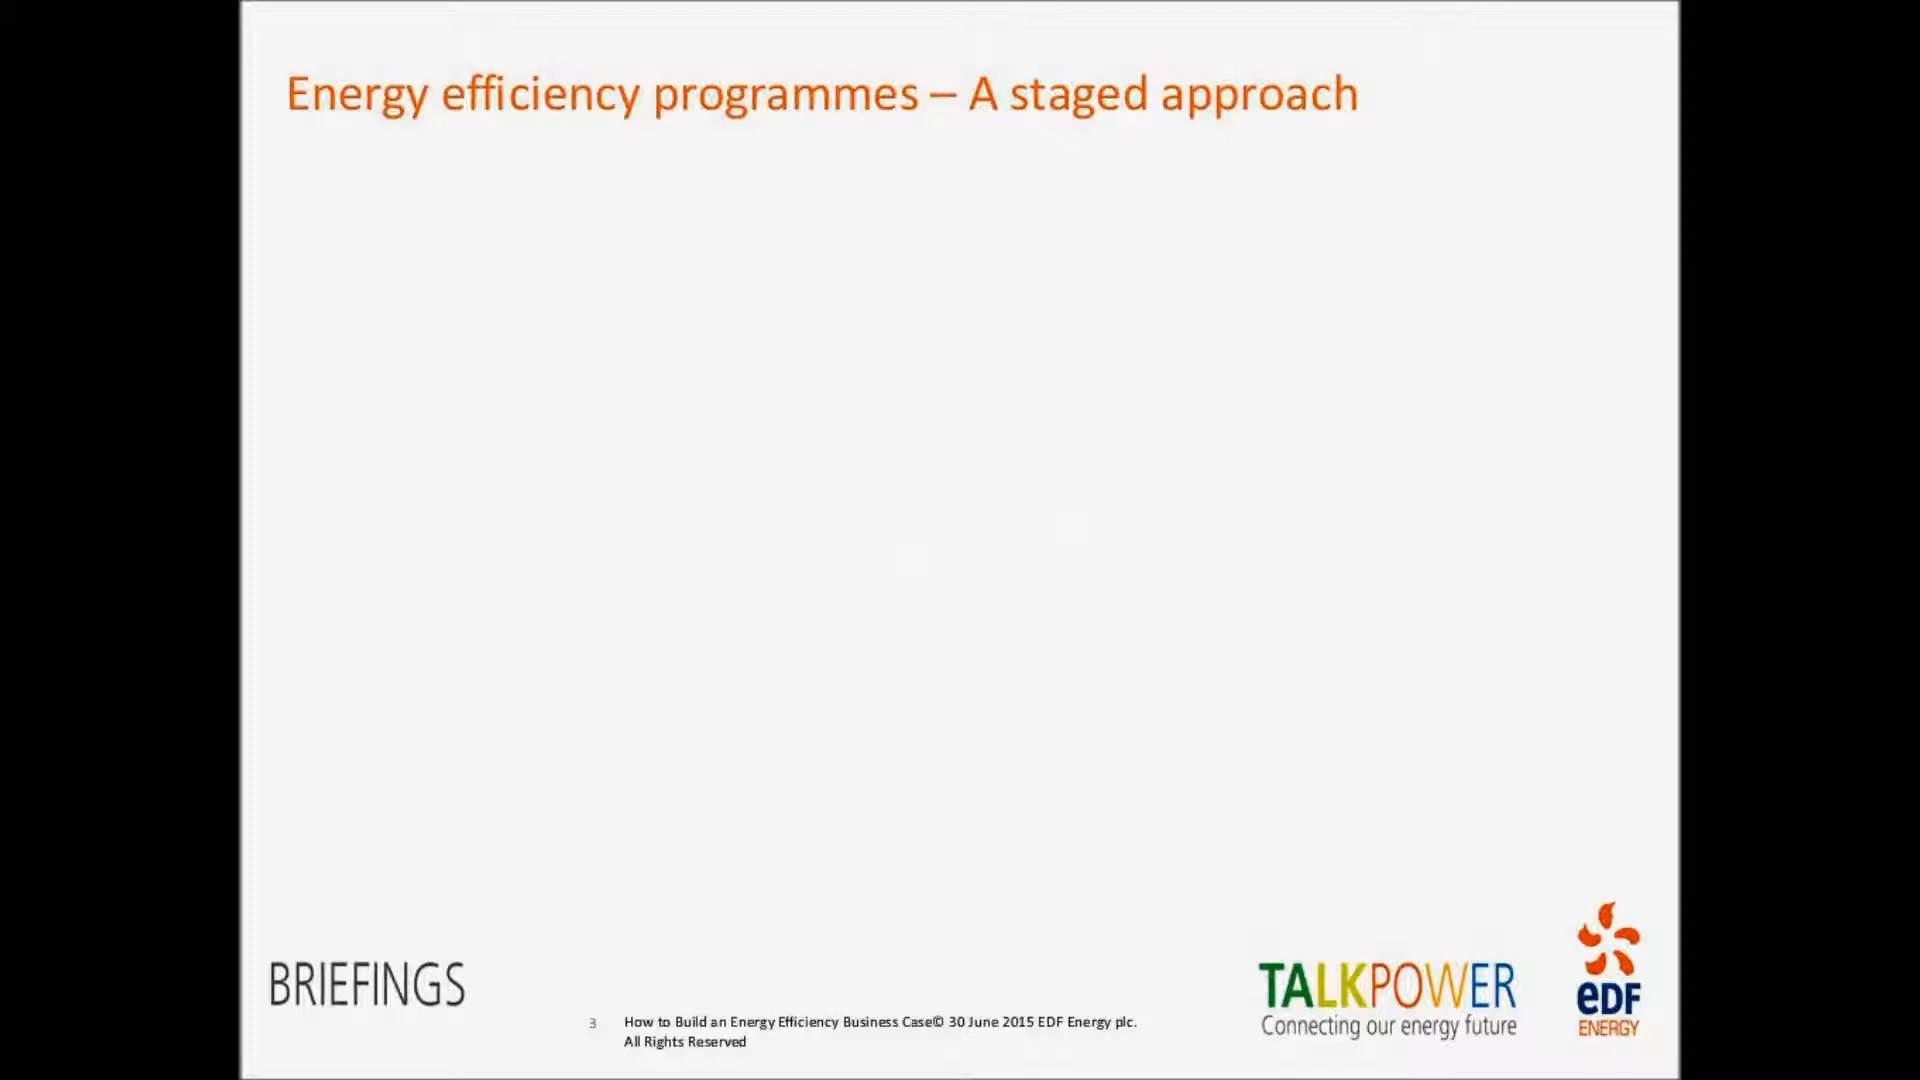 Energy efficiency programmes – A staged approach
BRIEFINGS
3
How to Build an Energy Efficiency Business Case© 30 June 2015 EDF Energy plc.
All Rights Reserved
TALKPOWER
Connecting our energy future
eDF
ENERGY